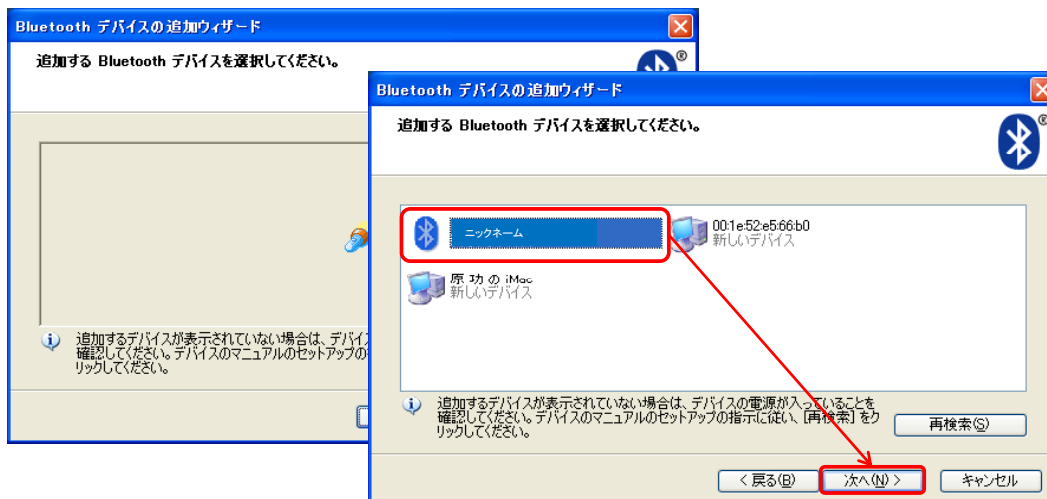 Bluetooth デバイスの追加ウィザード
追加する Bluetooth デバイスを選択してください。
®
追加するデバイスが表示されていない場合は、デバイ
確認してください。デバイスのマニュアルのセットアップの
リックしてください。
Bluetooth デバイスの追加ウィザード
追加する Bluetooth デバイスを選択してください。
®
ニックネーム
00:1e:52:e5:66:b0
新しいデバイス
原 功 の iMac
新しいデバイス
追加するデバイスが表示されていない場合は、デバイスの電源が入っていることを
確認してください。デバイスのマニュアルのセットアップの指示に従い、[再検索] をク
リックしてください。
再検索(S)
< 戻る(B)
次へ(N) >
キャンセル